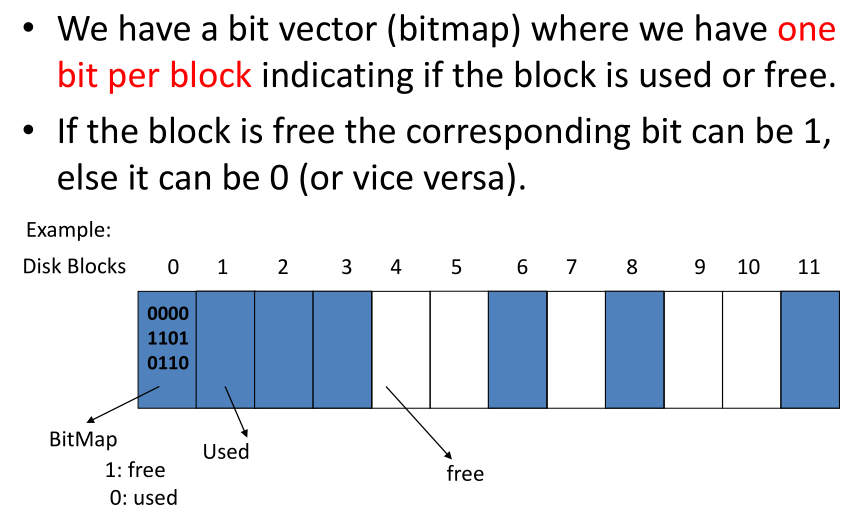 • We have a bit vector (bitmap) where we have one
bit per block indicating if the block is used or free.
• If the block is free the corresponding bit can be 1,
else it can be 0 (or vice versa).
Example:
Disk Blocks 0 1 2 3 4 5 6 7 8 9 10 11
0000
1101
0110
BitMap
Used
1: free
free
0: used